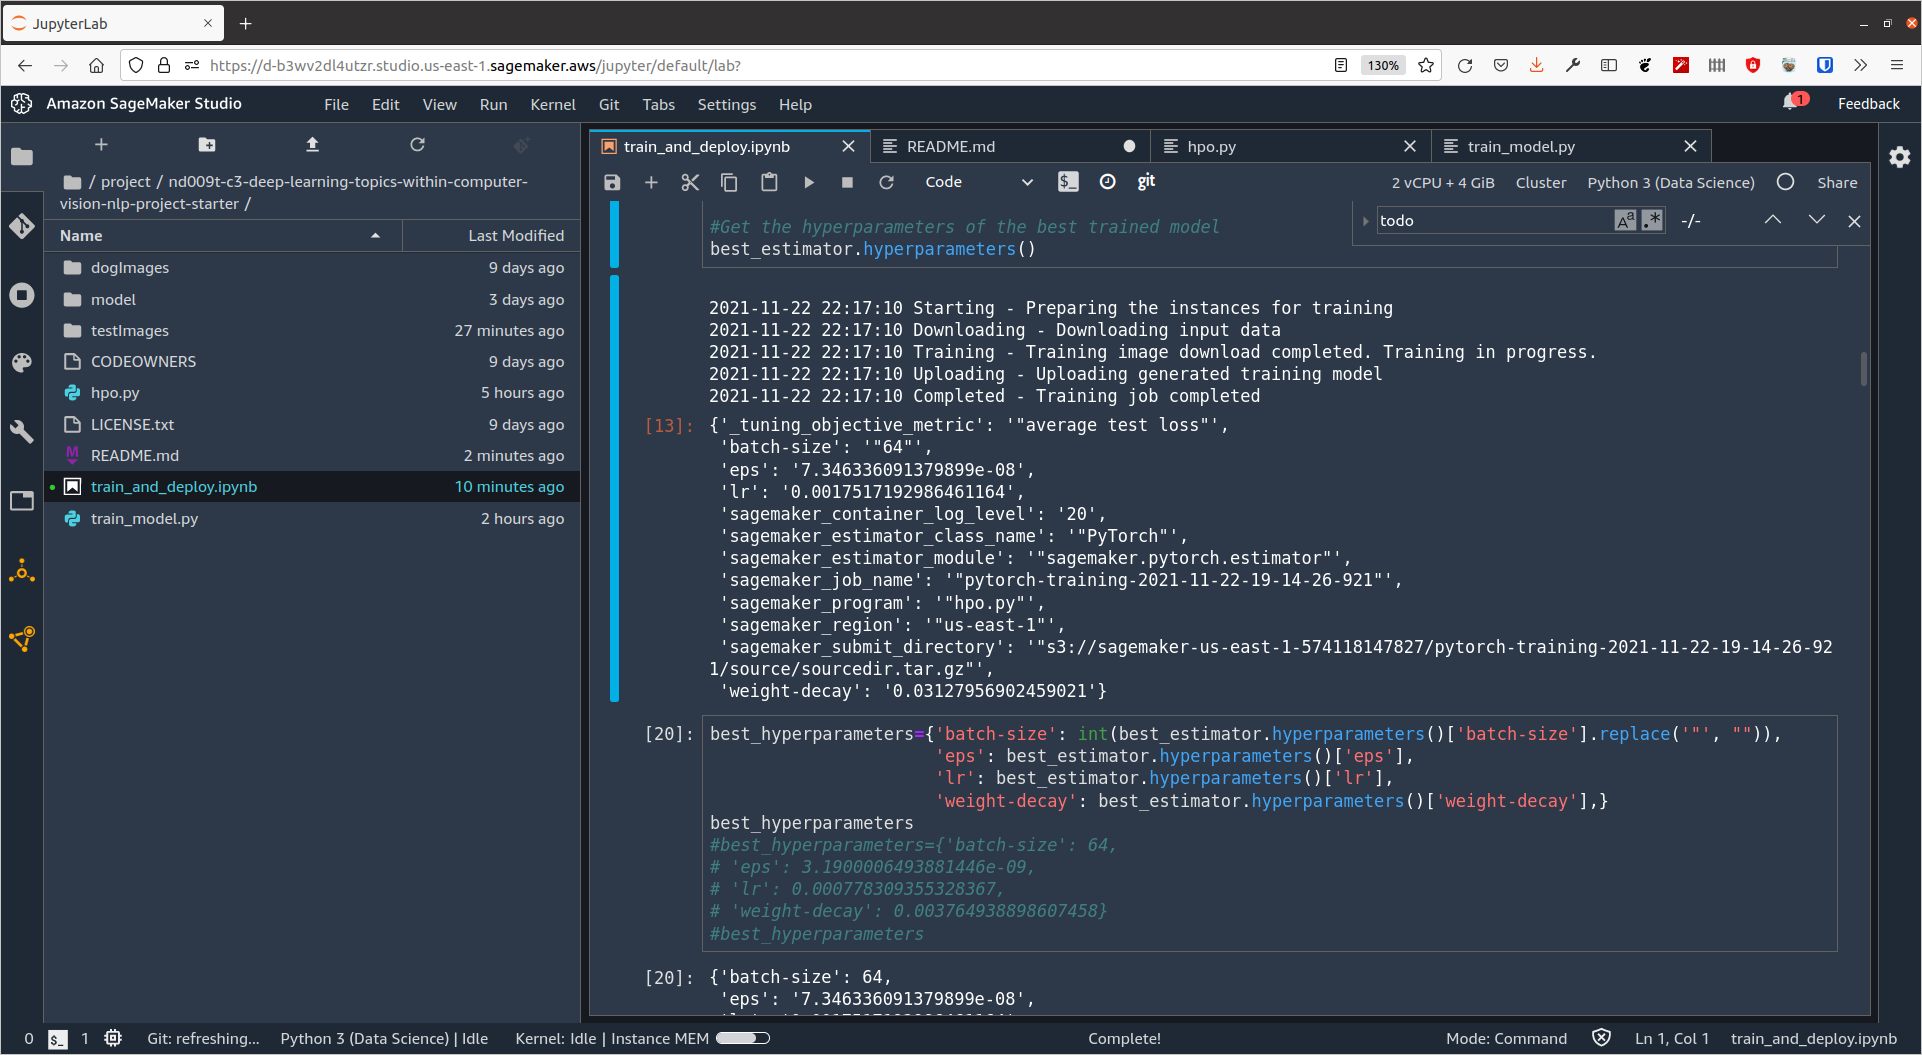 JupyterLab
https://d-b3wv2dl4utzr.studio.us-east-1.sagemaker.aws/jupyter/default/lab?
130%
Amazon SageMaker Studio
File Edit View Run Kernel Git Tabs Settings Help
1
Feedback
/ project / nd009t-c3-deep-learning-topics-within-computer-
vision-nlp-project-starter /
Name Last Modified
dogImages 9 days ago
model 3 days ago
testImages 27 minutes ago
CODEOWNERS 9 days ago
hpo.py 5 hours ago
LICENSE.txt 9 days ago
M README.md 2 minutes ago
train_and_deploy.ipynb 10 minutes ago
train_model.py 2 hours ago
train_and_deploy.ipynb README.md hpo.py train_model.py
Code $_ git 2 vCPU + 4 GiB Cluster Python 3 (Data Science) Share
todo Aa .* -/-
#Get the hyperparameters of the best trained model
best_estimator.hyperparameters()
2021-11-22 22:17:10 Starting - Preparing the instances for training
2021-11-22 22:17:10 Downloading - Downloading input data
2021-11-22 22:17:10 Training - Training image download completed. Training in progress.
2021-11-22 22:17:10 Uploading - Uploading generated training model
2021-11-22 22:17:10 Completed - Training job completed
[13]: {'_tuning_objective_metric': '"average test loss"',
'batch-size': '"64"',
'eps': '7.346336091379899e-08',
'lr': '0.0017517192986461164',
'sagemaker_container_log_level': '20',
'sagemaker_estimator_class_name': '"PyTorch"',
'sagemaker_estimator_module': '"sagemaker.pytorch.estimator"',
'sagemaker_job_name': '"pytorch-training-2021-11-22-19-14-26-921"',
'sagemaker_program': '"hpo.py"',
'sagemaker_region': '"us-east-1"',
'sagemaker_submit_directory': '"s3://sagemaker-us-east-1-574118147827/pytorch-training-2021-11-22-19-14-26-92
1/source/sourcedir.tar.gz"',
'weight-decay': '0.03127956902459021'}
[20]: best_hyperparameters={'batch-size': int(best_estimator.hyperparameters()['batch-size'].replace('"', "")),
'eps': best_estimator.hyperparameters()['eps'],
'lr': best_estimator.hyperparameters()['lr'],
'weight-decay': best_estimator.hyperparameters()['weight-decay'],}
best_hyperparameters
#best_hyperparameters={'batch-size': 64,
# 'eps': 3.1900006493881446e-09,
# 'lr': 0.000778309355328367,
# 'weight-decay': 0.003764938898607458}
#best_hyperparameters
[20]: {'batch-size': 64,
'eps': '7.346336091379899e-08',
0 $_ 1 Git: refreshing... Python 3 (Data Science) | Idle Kernel: Idle | Instance MEM Complete! Mode: Command Ln 1, Col 1 train_and_deploy.ipynb